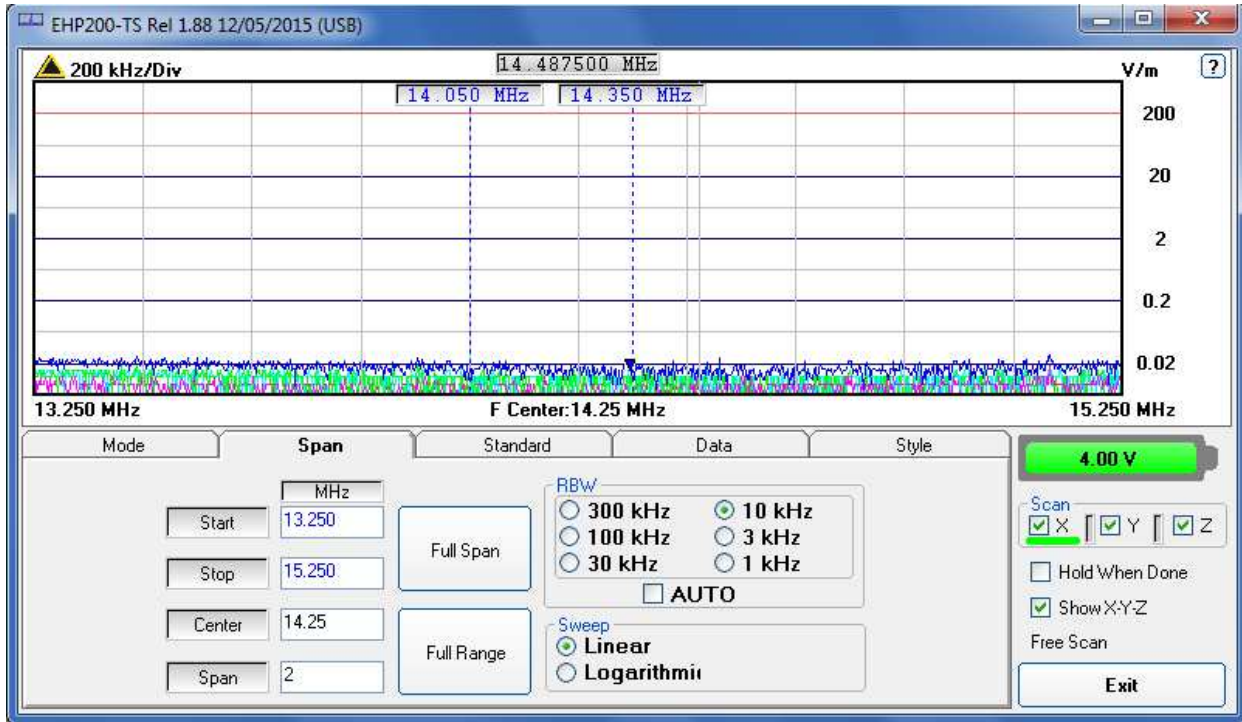 EHP200-TS Rel 1.88 12/05/2015 (USB)
200 kHz/Div
14.487500 MHz
V/m
?
14.050 MHz
14.350 MHz
200
20
2
0.2
0.02
13.250 MHz
F Center:14.25 MHz
15.250 MHz
Mode
Span
Standard
Data
Style
MHz
Start
13.250
Stop
15.250
Center
14.25
Span
2
Full Span
Full Range
RBW
300 kHz
10 kHz
100 kHz
3 kHz
30 kHz
1 kHz
AUTO
Sweep
Linear
Logarithmi
4.00 V
Scan
X
Y
Z
Hold When Done
Show X-Y-Z
Free Scan
Exit